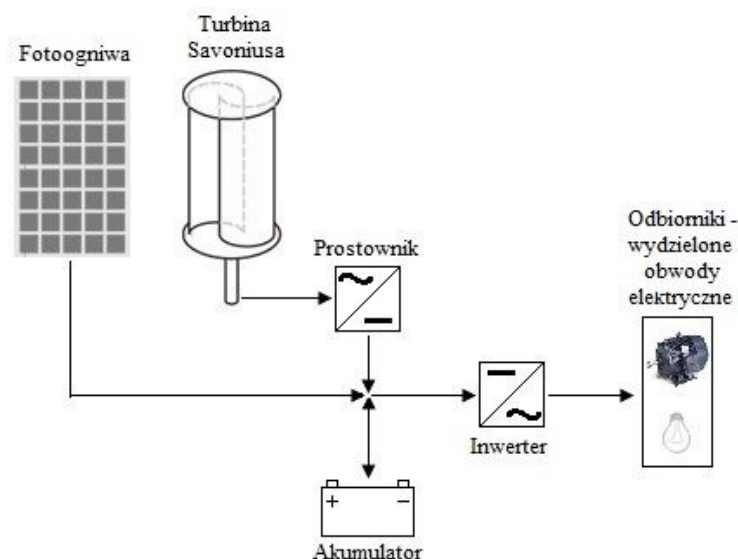 Turbina
Savoniusa
Fotoogniwa
Prostownik
Odbiorniki -
wydzielone
obwody
elektryczne
Inwerter
+ −
Akumulator